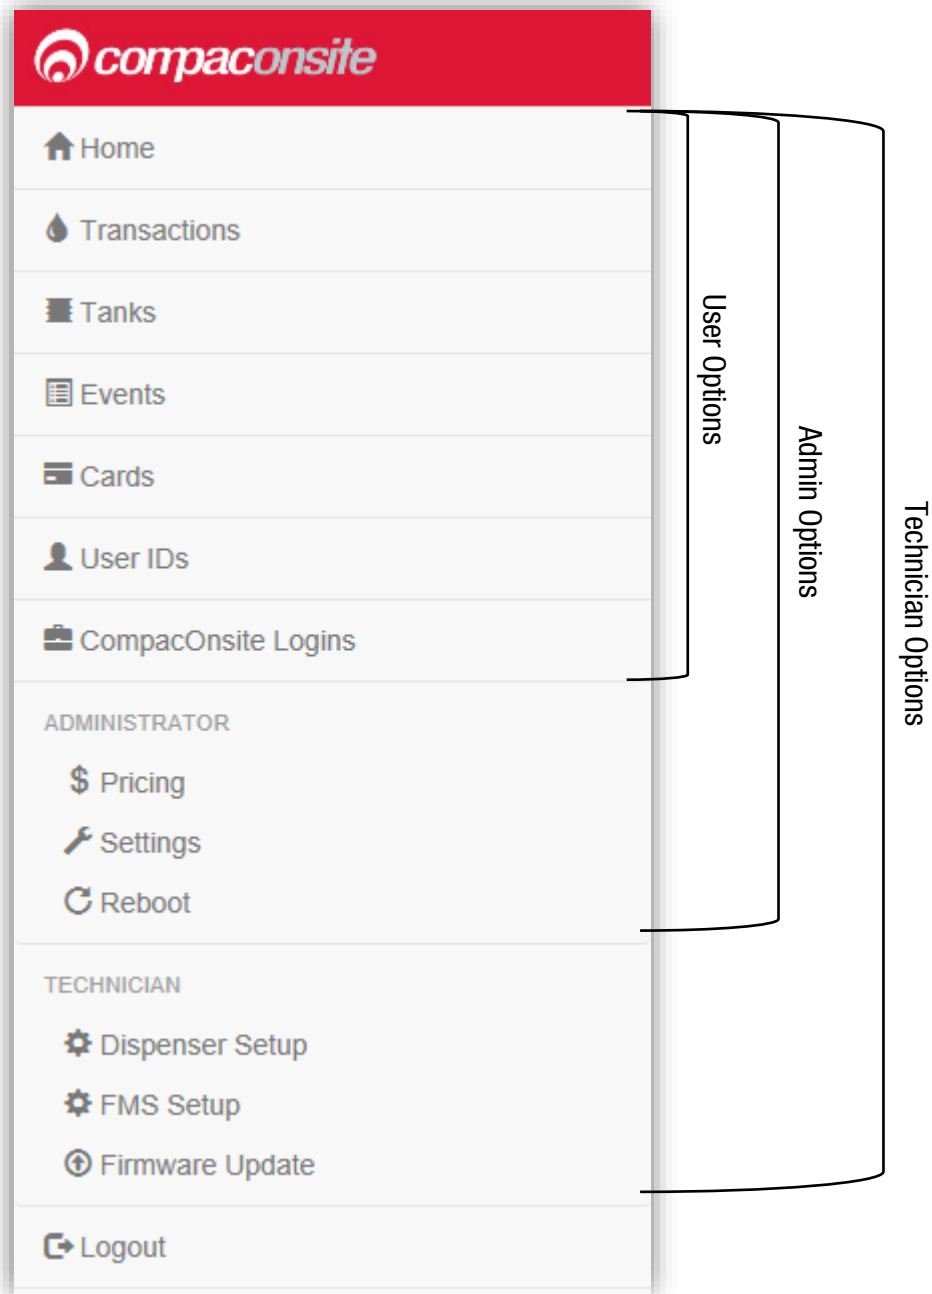 compaconsite
Home
Transactions
Tanks
Events
Cards
User IDs
CompacOnsite Logins
ADMINISTRATOR
$ Pricing
Settings
Reboot
TECHNICIAN
Dispenser Setup
FMS Setup
Firmware Update
Logout
User Options
Admin Options
Technician Options